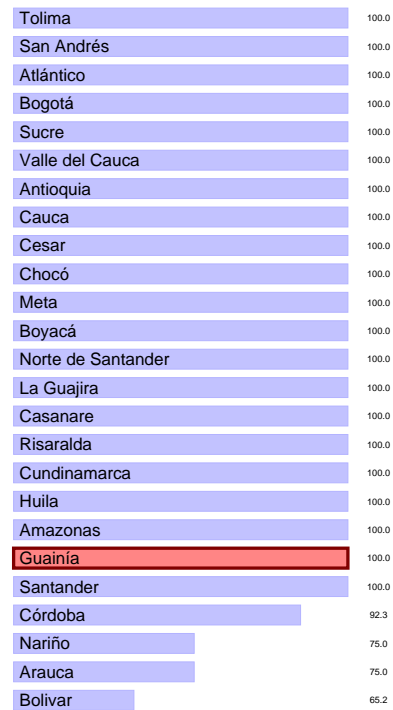 Tolima 100.0
San Andrés 100.0
Atlántico 100.0
Bogotá 100.0
Sucre 100.0
Valle del Cauca 100.0
Antioquia 100.0
Cauca 100.0
Cesar 100.0
Chocó 100.0
Meta 100.0
Boyacá 100.0
Norte de Santander 100.0
La Guajira 100.0
Casanare 100.0
Risaralda 100.0
Cundinamarca 100.0
Huila 100.0
Amazonas 100.0
Guainía 100.0
Santander 100.0
Córdoba 92.3
Nariño 75.0
Arauca 75.0
Bolivar 65.2